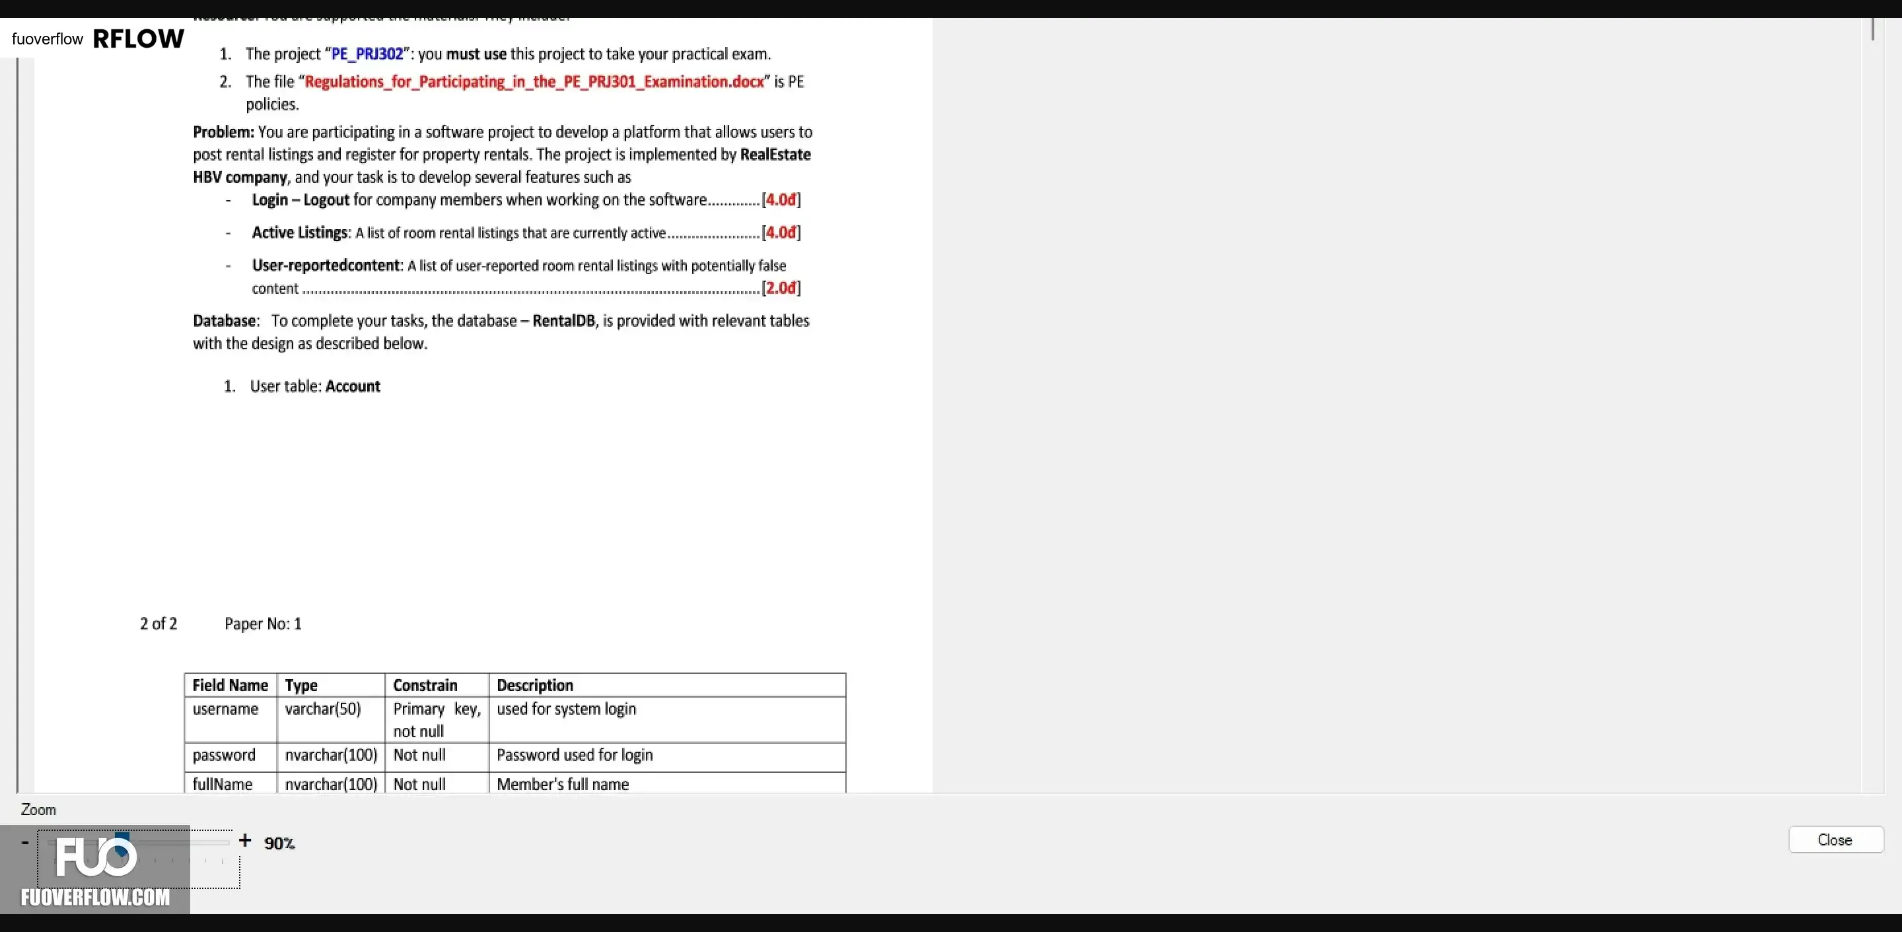 fuoverflow RFLOW
1. The project “PE_PRJ302”: you must use this project to take your practical exam.
2. The file “Regulations_for_Participating_in_the_PE_PRJ301_Examination.docx” is PE
policies.
Problem: You are participating in a software project to develop a platform that allows users to
post rental listings and register for property rentals. The project is implemented by RealEstate
HBV company, and your task is to develop several features such as
- Login – Logout for company members when working on the software.............[4.0đ]
- Active Listings: A list of room rental listings that are currently active.......................[4.0đ]
- User-reportedcontent: A list of user-reported room rental listings with potentially false
content ..................................................................................................................[2.0đ]
Database: To complete your tasks, the database – RentalDB, is provided with relevant tables
with the design as described below.
1. User table: Account
2 of 2 Paper No: 1
Field Name Type Constrain Description
username varchar(50) Primary key, used for system login
not null
password nvarchar(100) Not null Password used for login
fullName nvarchar(100) Not null Member's full name
Zoom
- + 90%
Close
FUO
FUOVERFLOW.COM